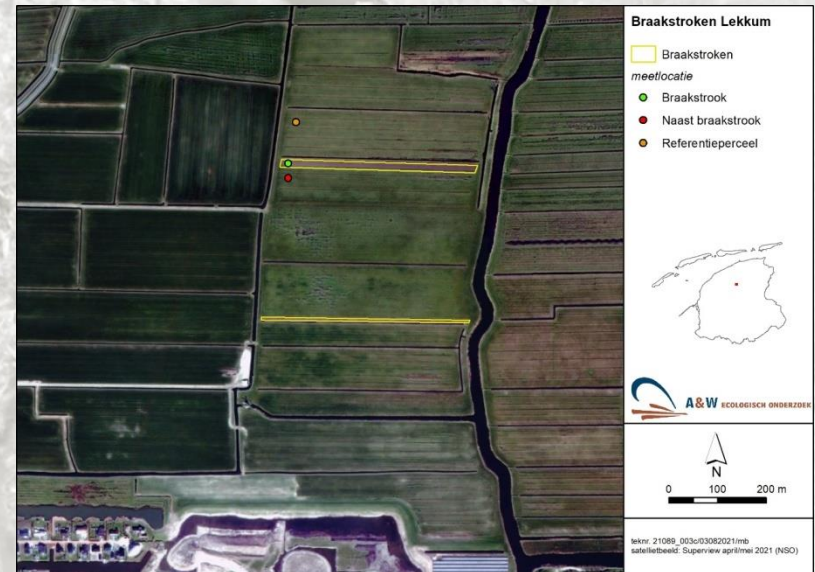 Braakstroken Lekkum
Braakstroken
meetlocatie
Braakstrook
Naast braakstrook
Referentieperceel
A&W ECOLOGISCH ONDERZOEK
N
0 100 200 m
teknr. 21089_003c/03082021/mb
satellietbeeld: Superview april/mei 2021 (NSO)